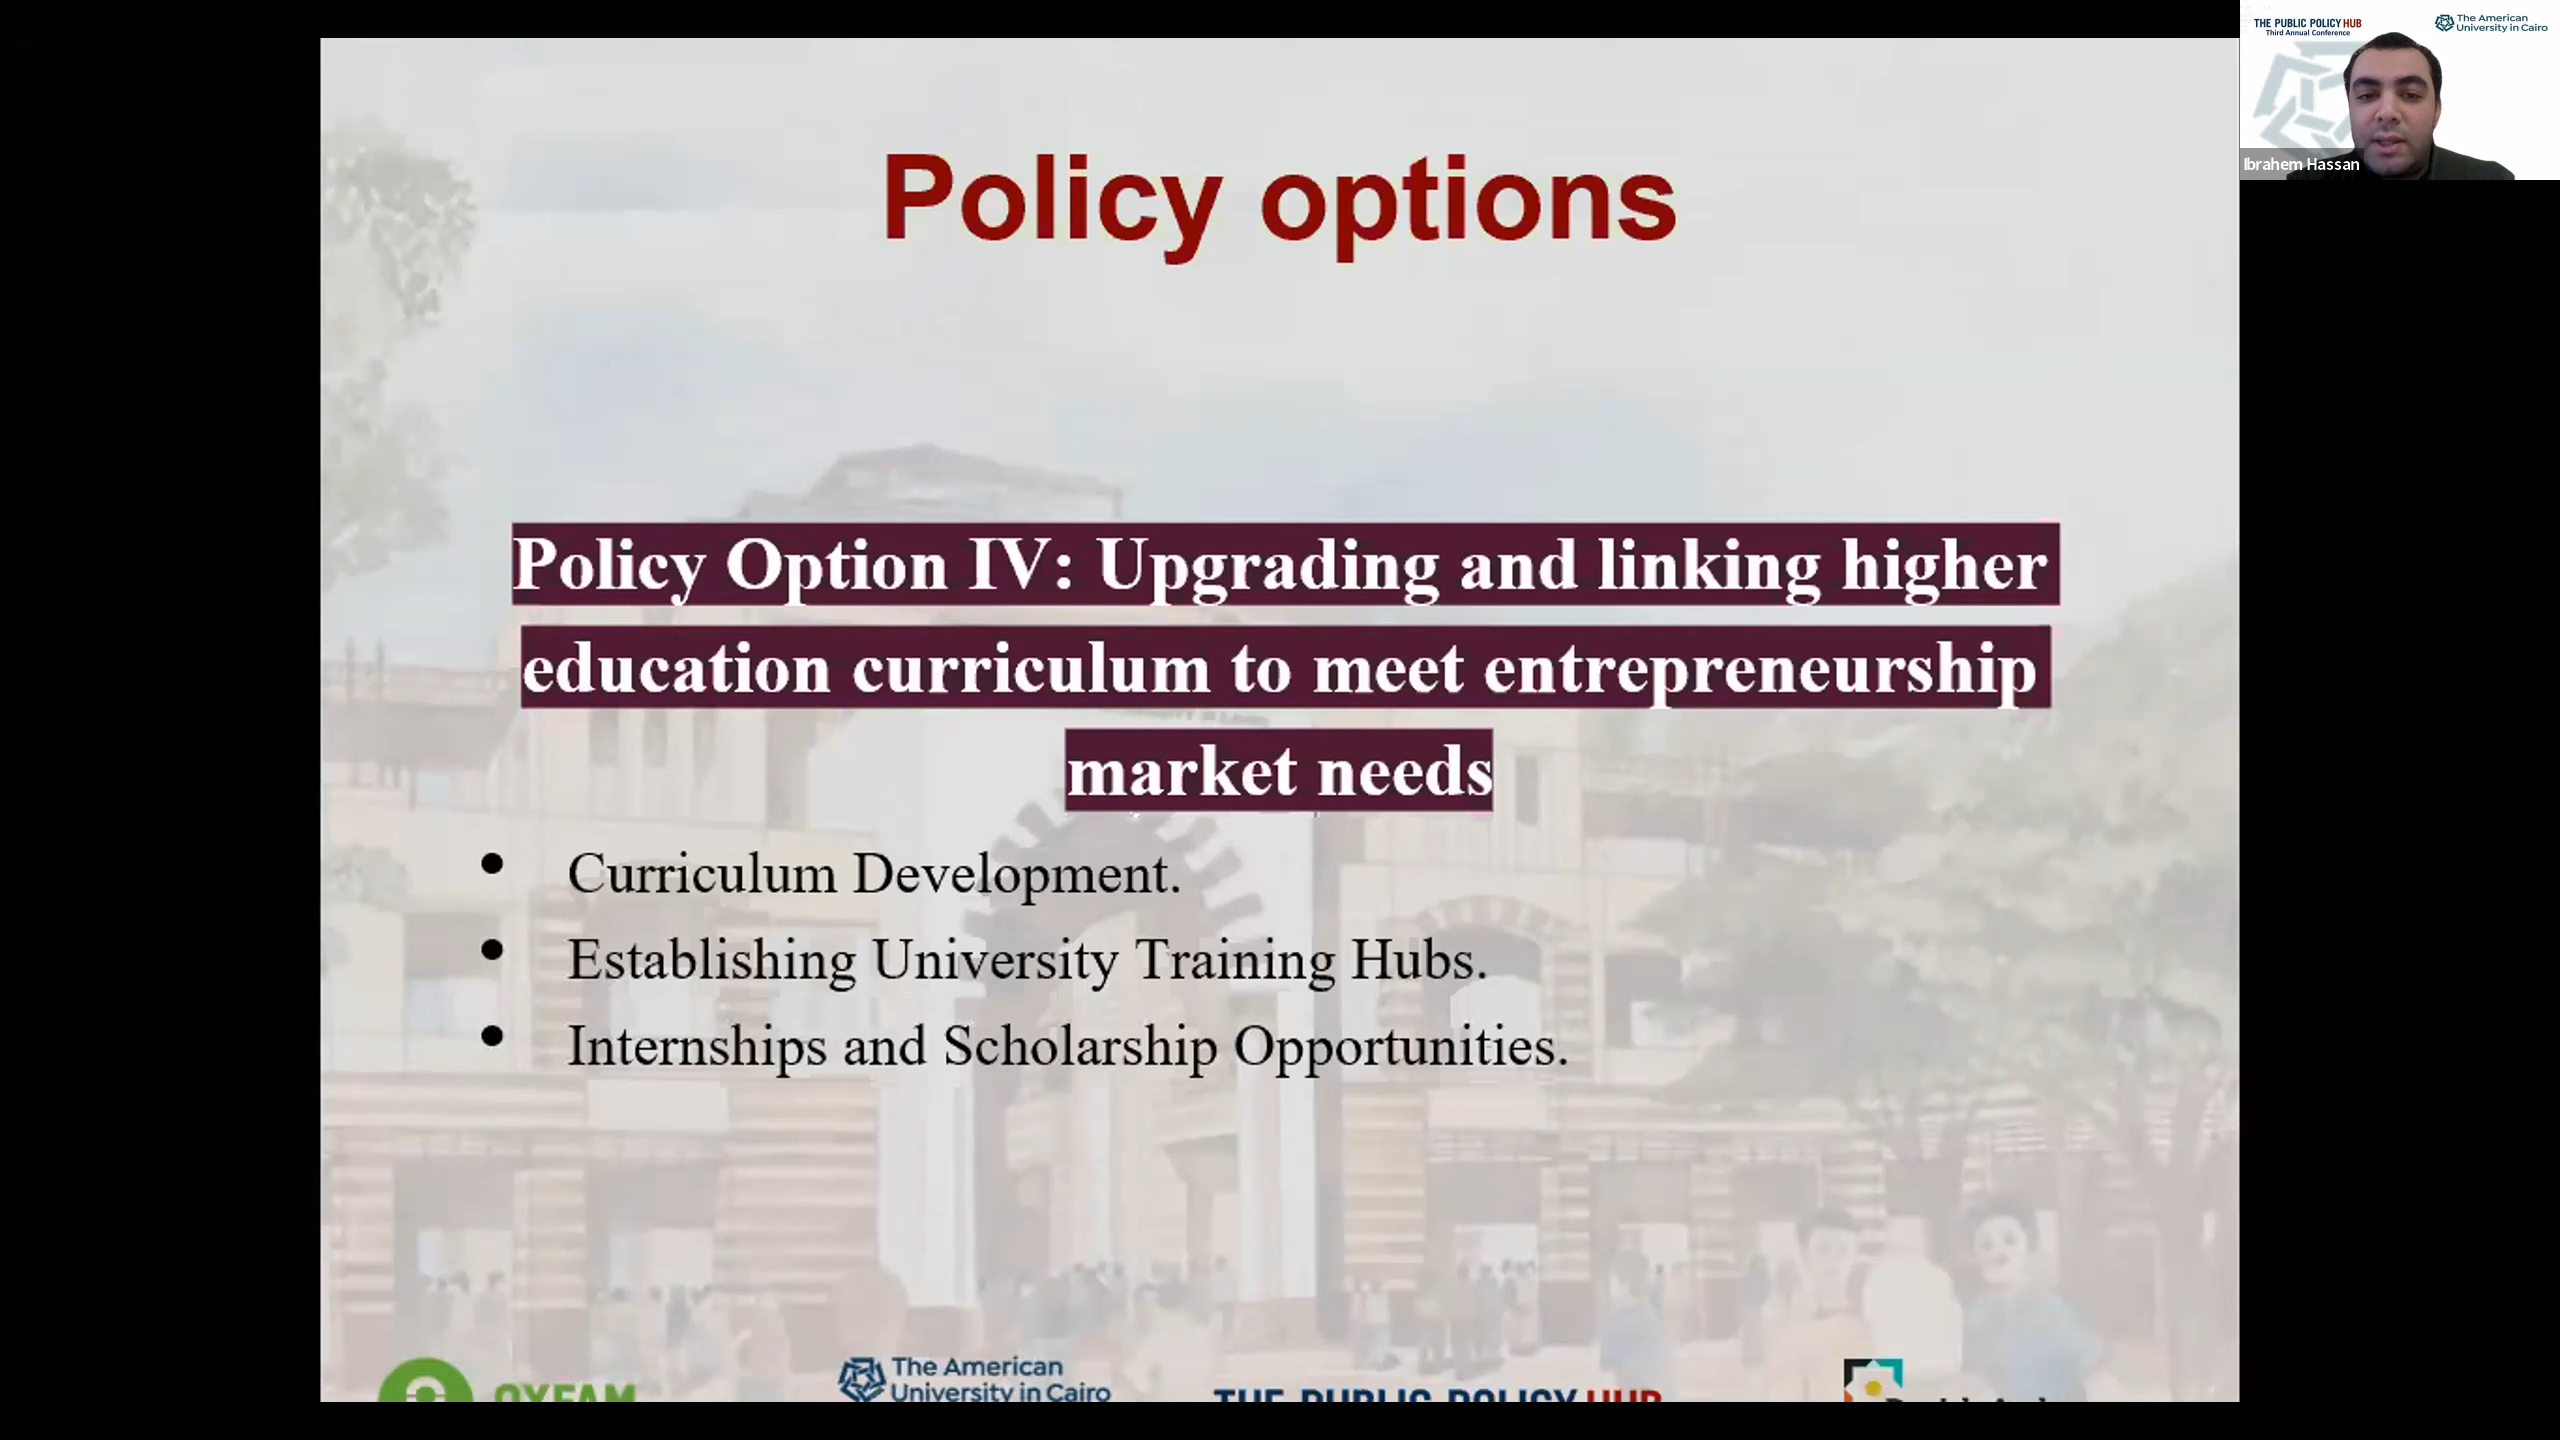 THE PUBLIC POLICY HUB
Third Annual Conference
The American
University in Cairo
Ibrahem Hassan
Policy options
Policy Option IV: Upgrading and linking higher
education curriculum to meet entrepreneurship
market needs
• Curriculum Development.
• Establishing University Training Hubs.
• Internships and Scholarship Opportunities.
OXFAM
The American
University in Cairo
THE PUBLIC POLICY HUB